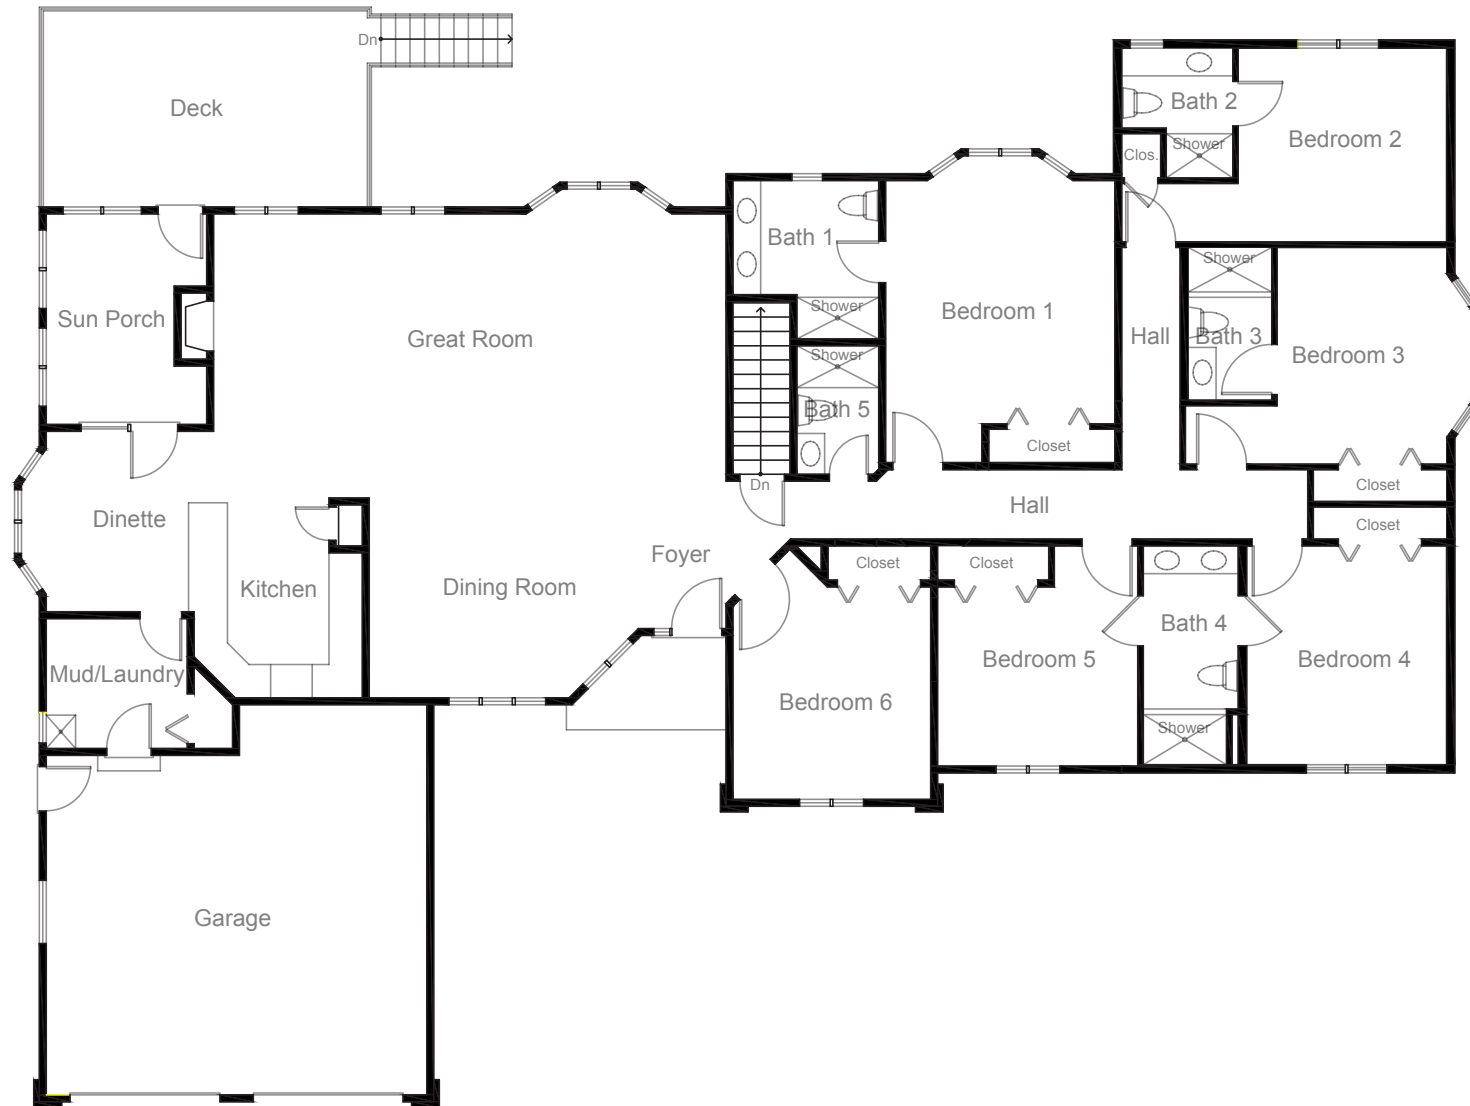 Dn
Deck
Bath 2
Bedroom 2
Shower
Clos.
Bath 1
Shower
Sun Porch
Great Room
Shower
Bedroom 1
Hall
Bath 3
Bedroom 3
Shower
Bath 5
Closet
Dn
Closet
Dinette
Hall
Closet
Foyer
Closet
Closet
Kitchen
Dining Room
Bath 4
Mud/Laundry
Bedroom 5
Bedroom 4
Bedroom 6
Shower
Garage